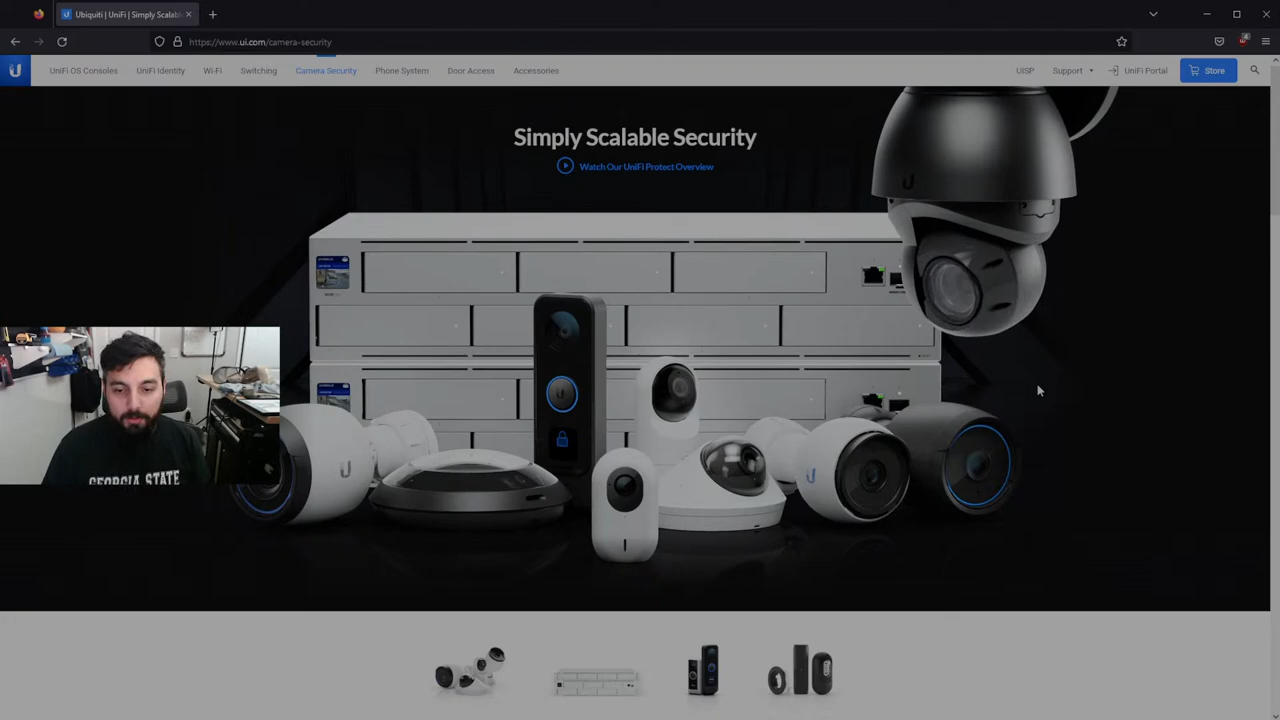 Ubiquiti | UniFi | Simply Scalabl
https://www.ui.com/camera-security
4
UniFi OS Consoles
UniFi Identity
Wi-Fi
Switching
Camera Security
Phone System
Door Access
Accessories
UISP
Support
UniFi Portal
Store
Simply Scalable Security
Watch Our UniFi Protect Overview
GEORGIA STATE